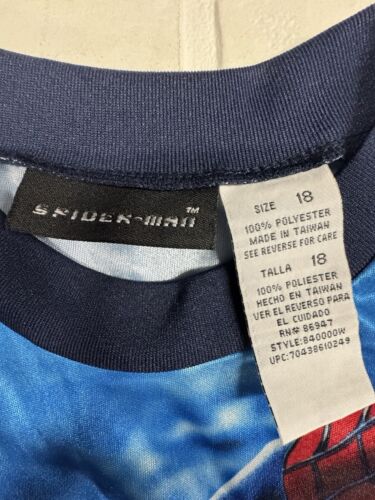 SPIDER-MAN™
SIZE 18
100% POLYESTER
MADE IN TAIWAN
SEE REVERSE FOR CARE
TALLA 18
100% POLIESTER
HECHO EN TAIWAN
VER EL REVERSO PARA
EL CUIDADO
RN# 86947
STYLE:840000W
UPC:70438610249